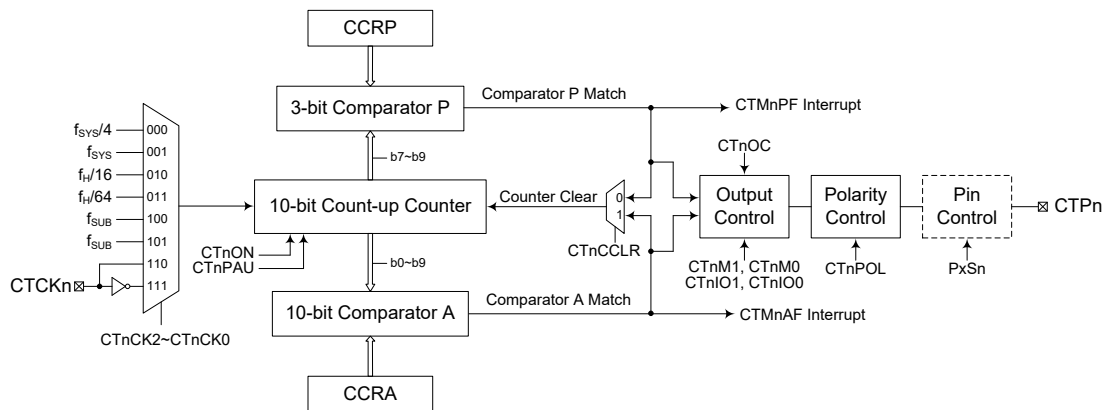 CCRP
3-bit Comparator P
Comparator P Match
CTMnPF Interrupt
b7~b9
fSYS/4 000
fSYS 001
fH/16 010
fH/64 011
fSUB 100
fSUB 101
110
111
CTCKn
CTnCK2~CTnCK0
10-bit Count-up Counter
CTnON
CTnPAU
Counter Clear
0
1
CTnCCLR
CTnOC
Output
Control
CTnM1, CTnM0
CTnIO1, CTnIO0
Polarity
Control
CTnPOL
Pin
Control
PxSn
CTPn
b0~b9
10-bit Comparator A
Comparator A Match
CTMnAF Interrupt
CCRA